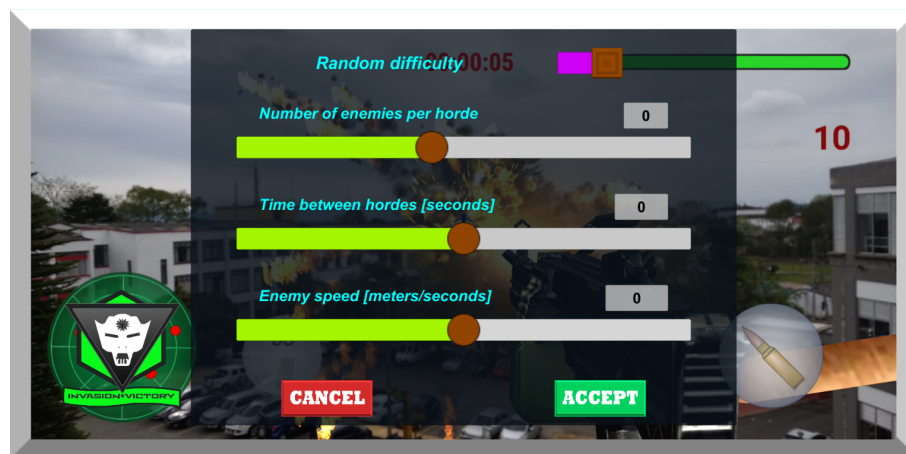 Random difficulty
00:00:05
Number of enemies per horde
0
10
Time between hordes [seconds]
0
Enemy speed [meters/seconds]
0
INVASION VICTORY
CANCEL
ACCEPT